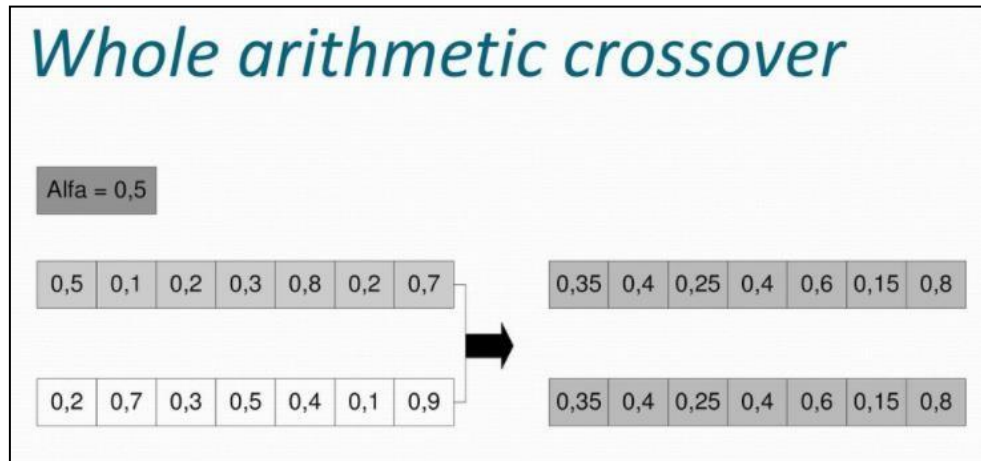 Whole arithmetic crossover
Alfa = 0,5
0,5 0,1 0,2 0,3 0,8 0,2 0,7
0,35 0,4 0,25 0,4 0,6 0,15 0,8
0,2 0,7 0,3 0,5 0,4 0,1 0,9
0,35 0,4 0,25 0,4 0,6 0,15 0,8